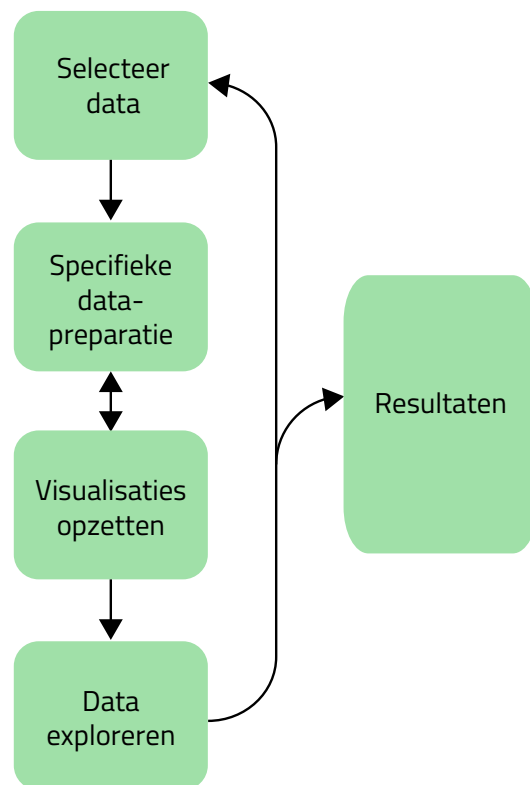 Selecteer
data
Specifieke
data-
preparatie
Visualisaties
opzetten
Data
exploreren
Resultaten